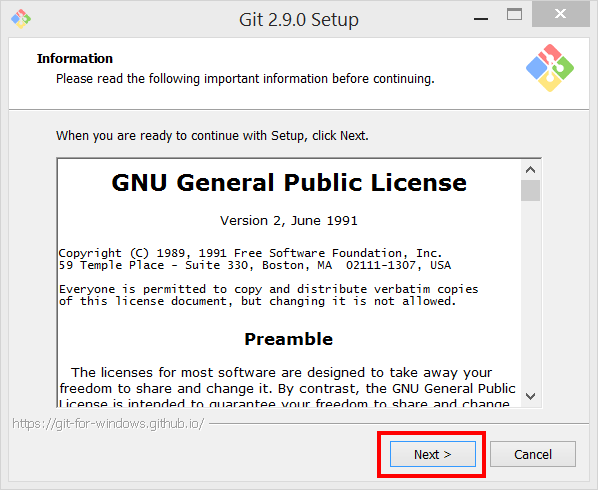 Git 2.9.0 Setup
Information
Please read the following important information before continuing.
When you are ready to continue with Setup, click Next.
GNU General Public License
Version 2, June 1991
Copyright (C) 1989, 1991 Free Software Foundation, Inc.
59 Temple Place - Suite 330, Boston, MA  02111-1307, USA
Everyone is permitted to copy and distribute verbatim copies
of this license document, but changing it is not allowed.
Preamble
The licenses for most software are designed to take away your
freedom to share and change it. By contrast, the GNU General Public
License is intended to guarantee your freedom to share and change
https://git-for-windows.github.io/
Next >
Cancel